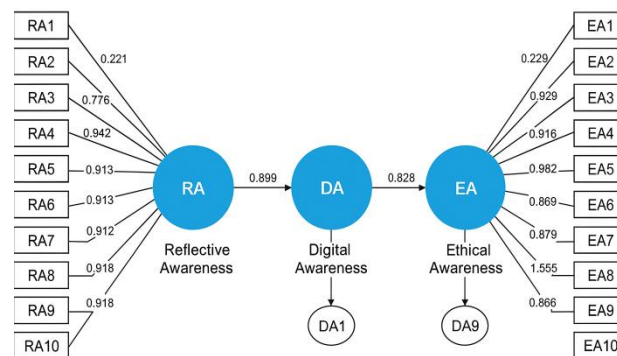 RA1
RA2
RA3
RA4
RA5
RA6
RA7
RA8
RA9
RA10
0.221
0.776
0.942
0.913
0.913
0.912
0.918
0.918
RA
Reflective
Awareness
0.899
DA
Digital
Awareness
DA1
0.828
EA
Ethical
Awareness
DA9
0.229
0.929
0.916
0.982
0.869
0.879
1.555
0.866
EA1
EA2
EA3
EA4
EA5
EA6
EA7
EA8
EA9
EA10